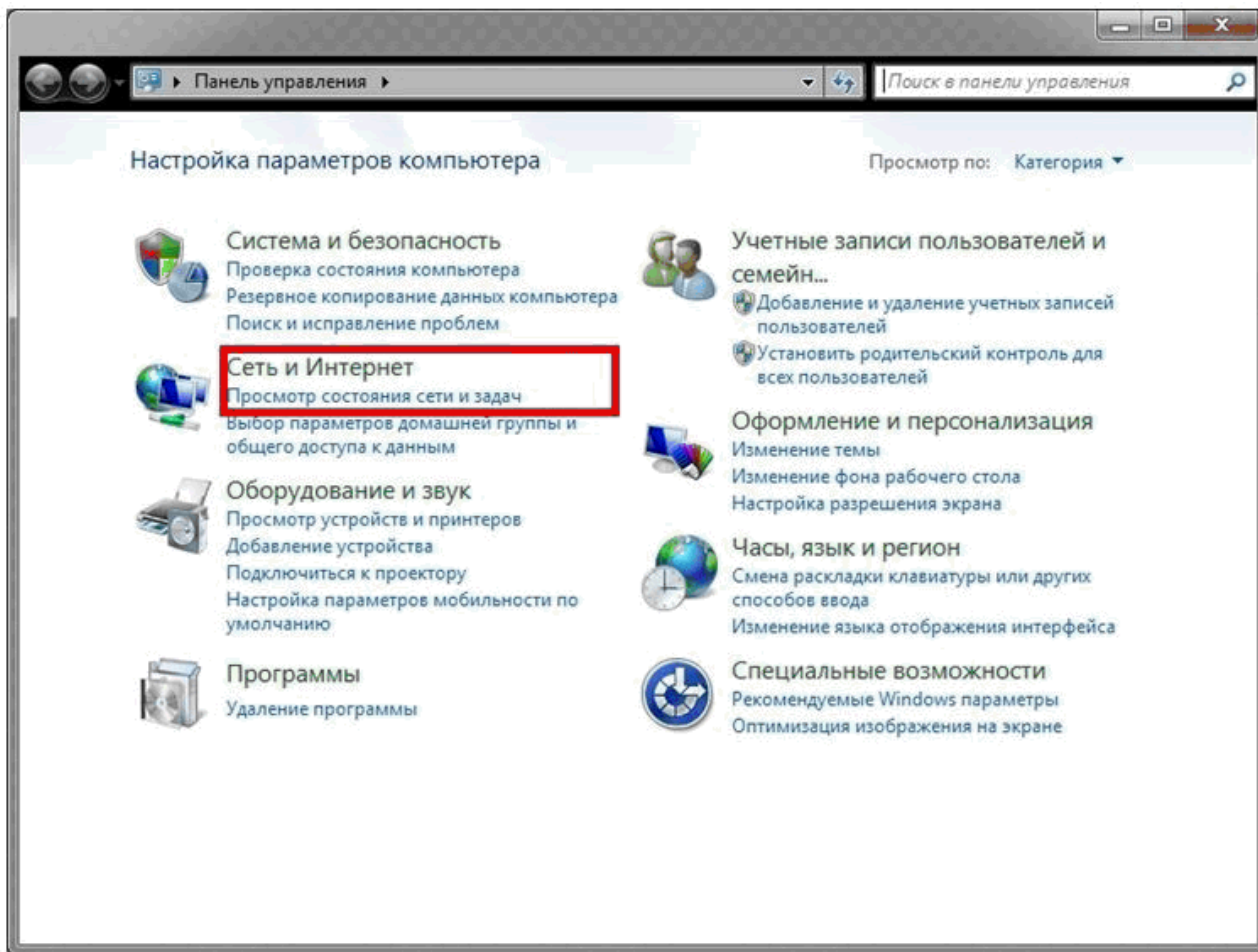 Панель управления
Поиск в панели управления
Настройка параметров компьютера
Просмотр по: Категория
Система и безопасность
Проверка состояния компьютера
Резервное копирование данных компьютера
Поиск и исправление проблем
Сеть и Интернет
Просмотр состояния сети и задач
Выбор параметров домашней группы и
общего доступа к данным
Оборудование и звук
Просмотр устройств и принтеров
Добавление устройства
Подключиться к проектору
Настройка параметров мобильности по
умолчанию
Программы
Удаление программы
Учетные записи пользователей и
семейн...
Добавление и удаление учетных записей
пользователей
Установить родительский контроль для
всех пользователей
Оформление и персонализация
Изменение темы
Изменение фона рабочего стола
Настройка разрешения экрана
Часы, язык и регион
Смена раскладки клавиатуры или других
способов ввода
Изменение языка отображения интерфейса
Специальные возможности
Рекомендуемые Windows параметры
Оптимизация изображения на экране